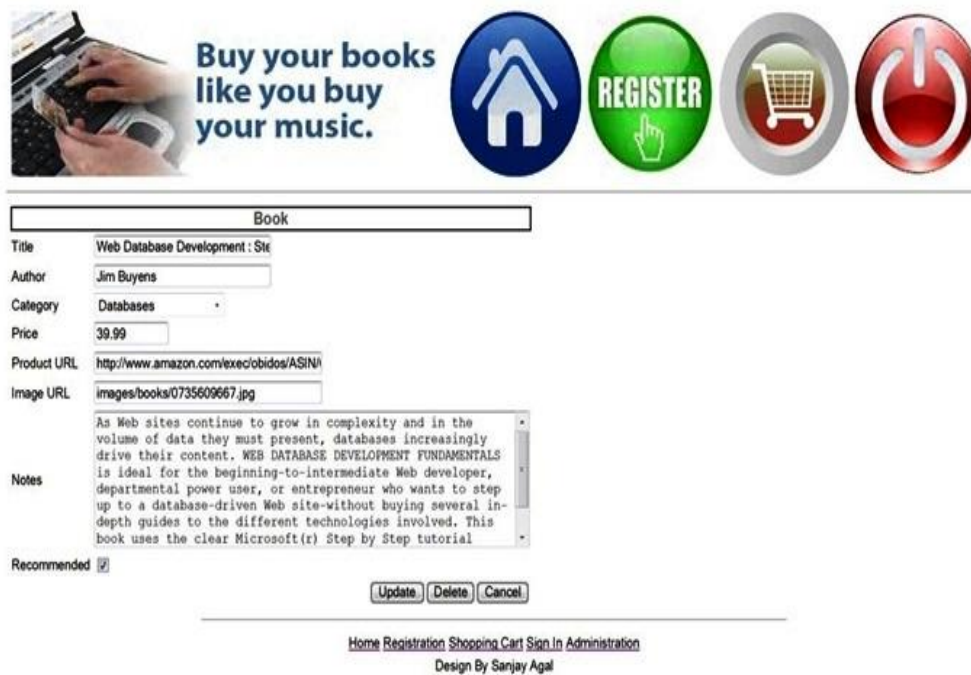 Buy your books
like you buy
your music.
REGISTER
Book
Title Web Database Development : Ste
Author Jim Buyens
Category Databases
Price 39.99
Product URL http://www.amazon.com/exec/obidos/ASIN/
Image URL images/books/0735609667.jpg
Notes
As Web sites continue to grow in complexity and in the
volume of data they must present, databases increasingly
drive their content. WEB DATABASE DEVELOPMENT FUNDAMENTALS
is ideal for the beginning-to-intermediate Web developer,
departmental power user, or entrepreneur who wants to step
up to a database-driven Web site-without buying several in-
depth guides to the different technologies involved. This
book uses the clear Microsoft(r) Step by Step tutorial
Recommended
Update Delete Cancel
Home Registration Shopping Cart Sign In Administration
Design By Sanjay Agal